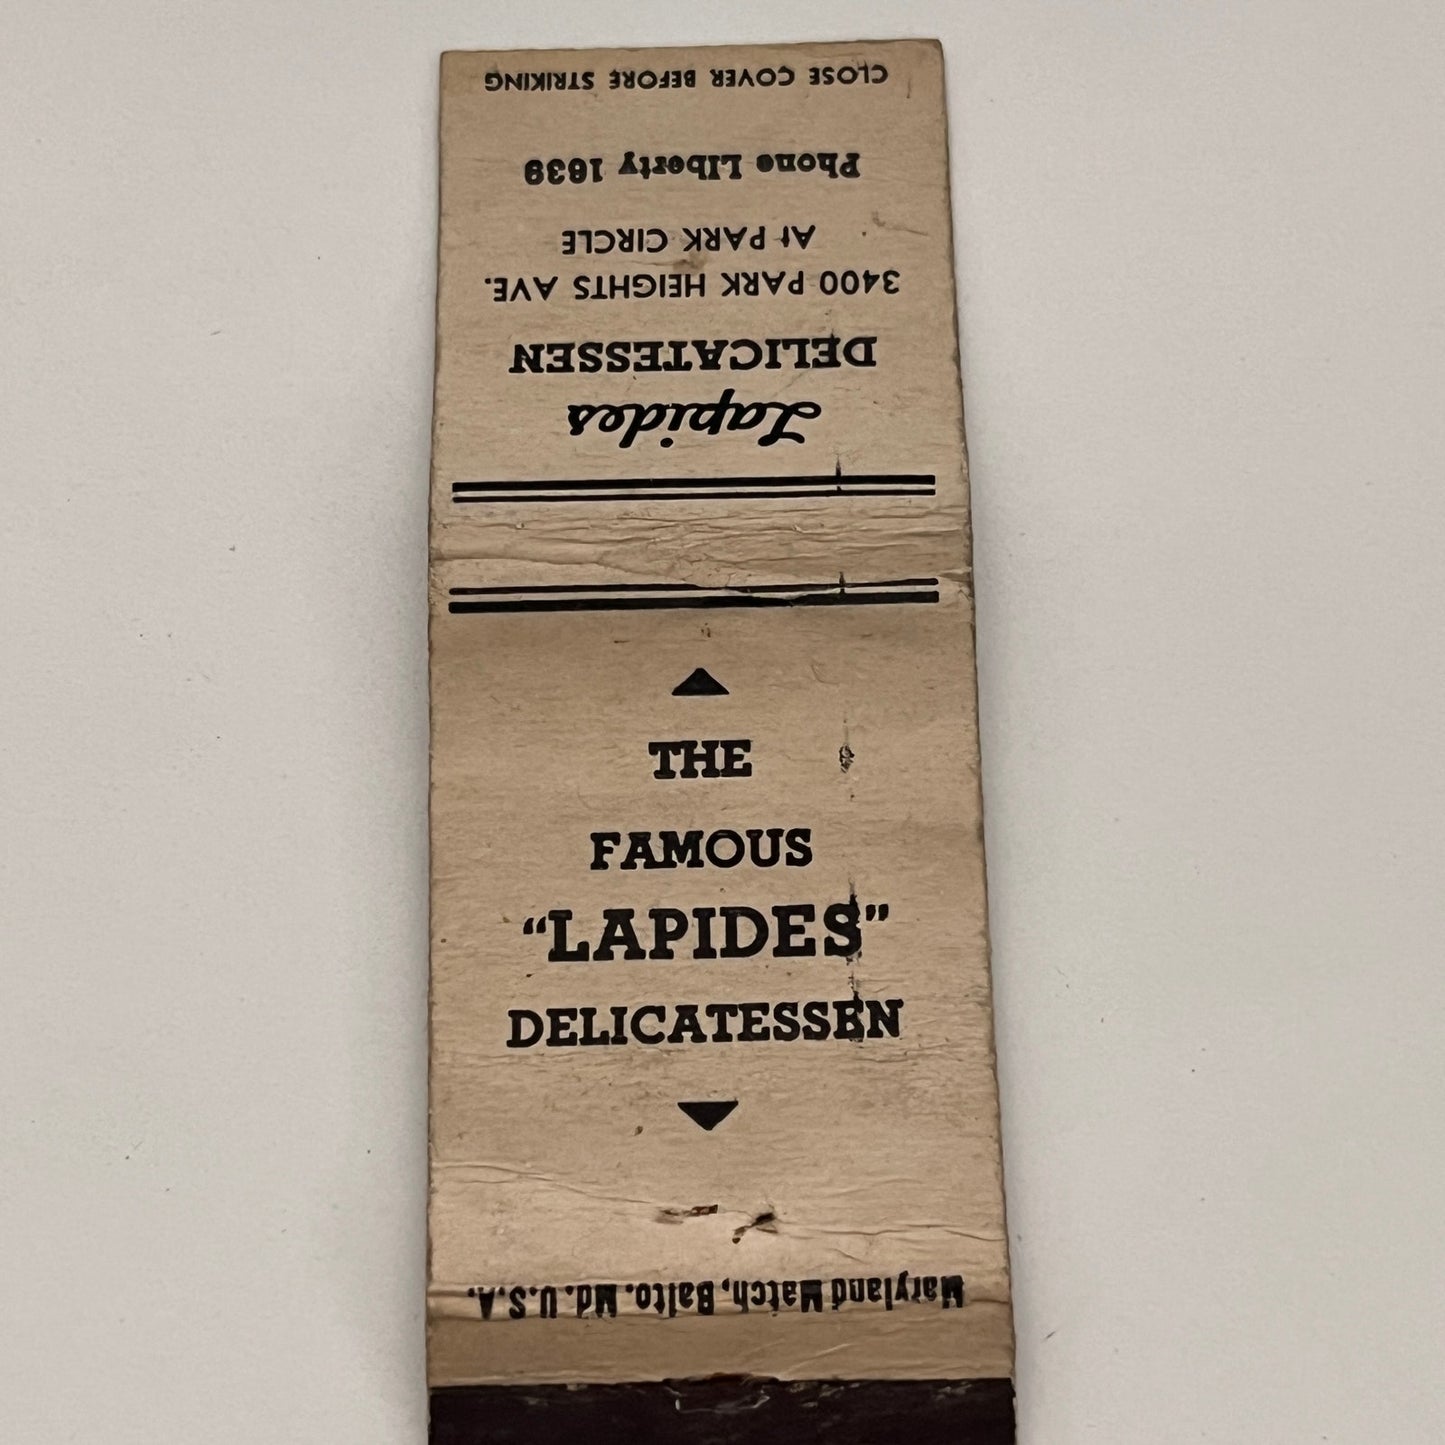 Lapides
DELICATESSEN
3400 PARK HEIGHTS AVE.
At PARK CIRCLE
Phone LIberty 1639
CLOSE COVER BEFORE STRIKING
THE
FAMOUS
"LAPIDES"
DELICATESSEN
Maryland Match, Balto. Md. U.S.A.